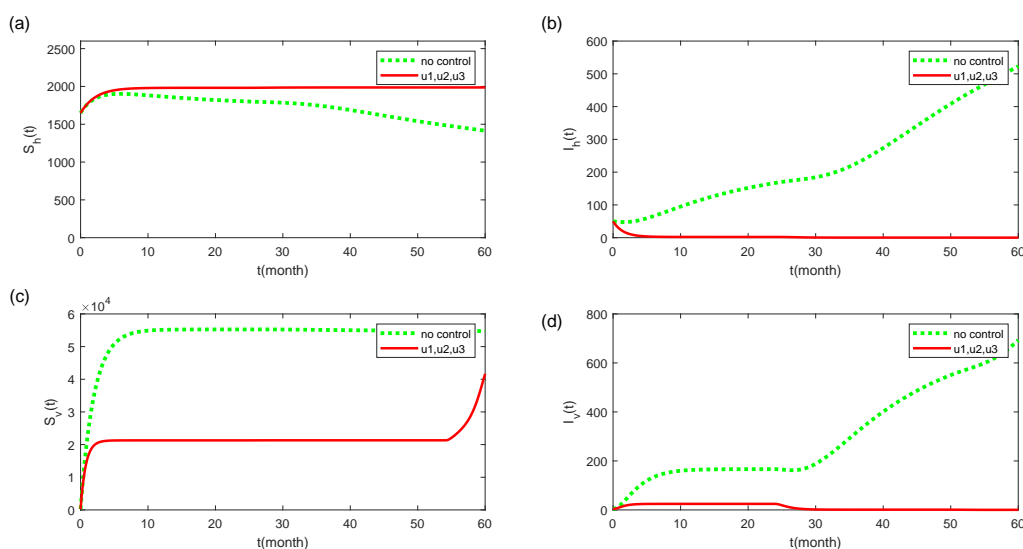 (a)
2500
2000
1500
1000
500
0
S_h(t)
0 10 20 30 40 50 60
t(month)
no control
u1,u2,u3
(b)
600
500
400
300
200
100
0
I_h(t)
0 10 20 30 40 50 60
t(month)
no control
u1,u2,u3
(c)
×10^4
6
5
4
3
2
1
0
S_v(t)
0 10 20 30 40 50 60
t(month)
no control
u1,u2,u3
(d)
800
600
400
200
0
I_v(t)
0 10 20 30 40 50 60
t(month)
no control
u1,u2,u3